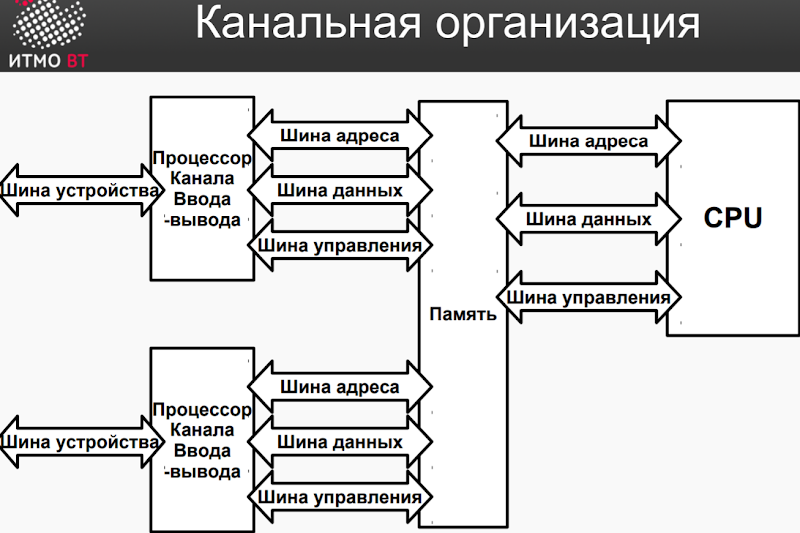 Канальная организация
ИТМО ВТ
Шина устройства
Процессор
Канала
Ввода
-вывода
Шина адреса
Шина данных
Шина управления
Память
Шина адреса
Шина данных
Шина управления
CPU
Шина устройства
Процессор
Канала
Ввода
-вывода
Шина адреса
Шина данных
Шина управления